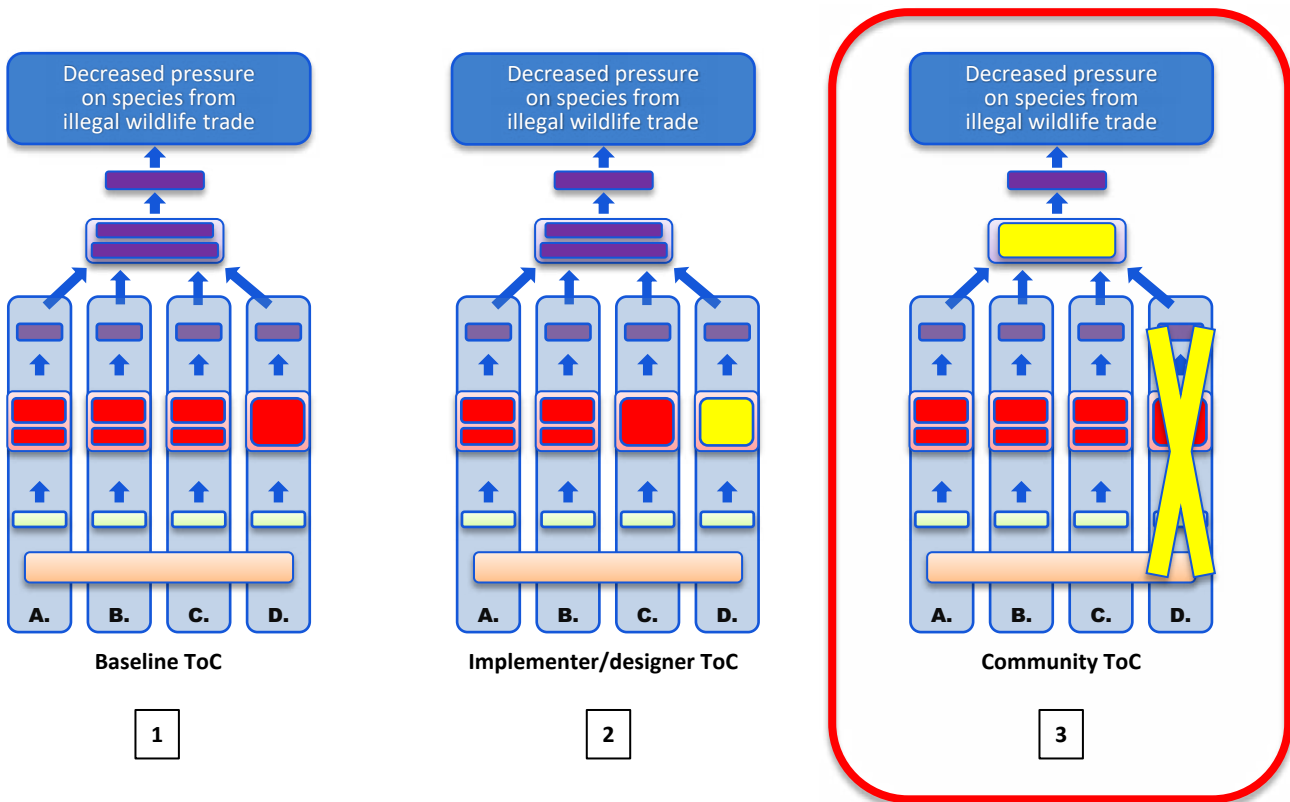 Decreased pressure
on species from
illegal wildlife trade
A. B. C. D.
Baseline ToC
1
Decreased pressure
on species from
illegal wildlife trade
A. B. C. D.
Implementer/designer ToC
2
Decreased pressure
on species from
illegal wildlife trade
A. B. C. D.
Community ToC
3